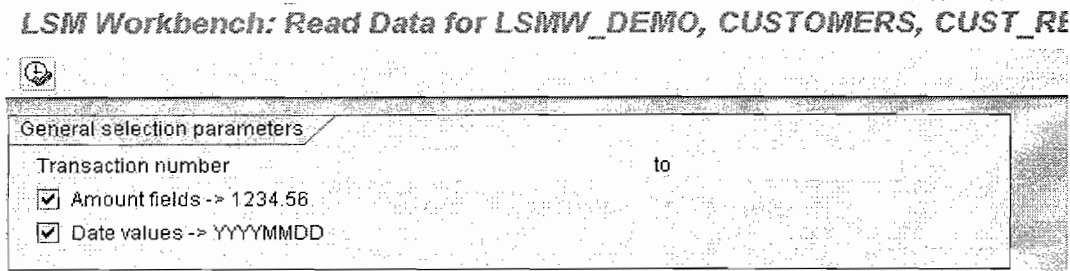 LSM Workbench: Read Data for LSMW_DEMO, CUSTOMERS, CUST_RE
General selection parameters
Transaction number to
Amount fields -> 1234.56
Date values -> YYYYMMDD